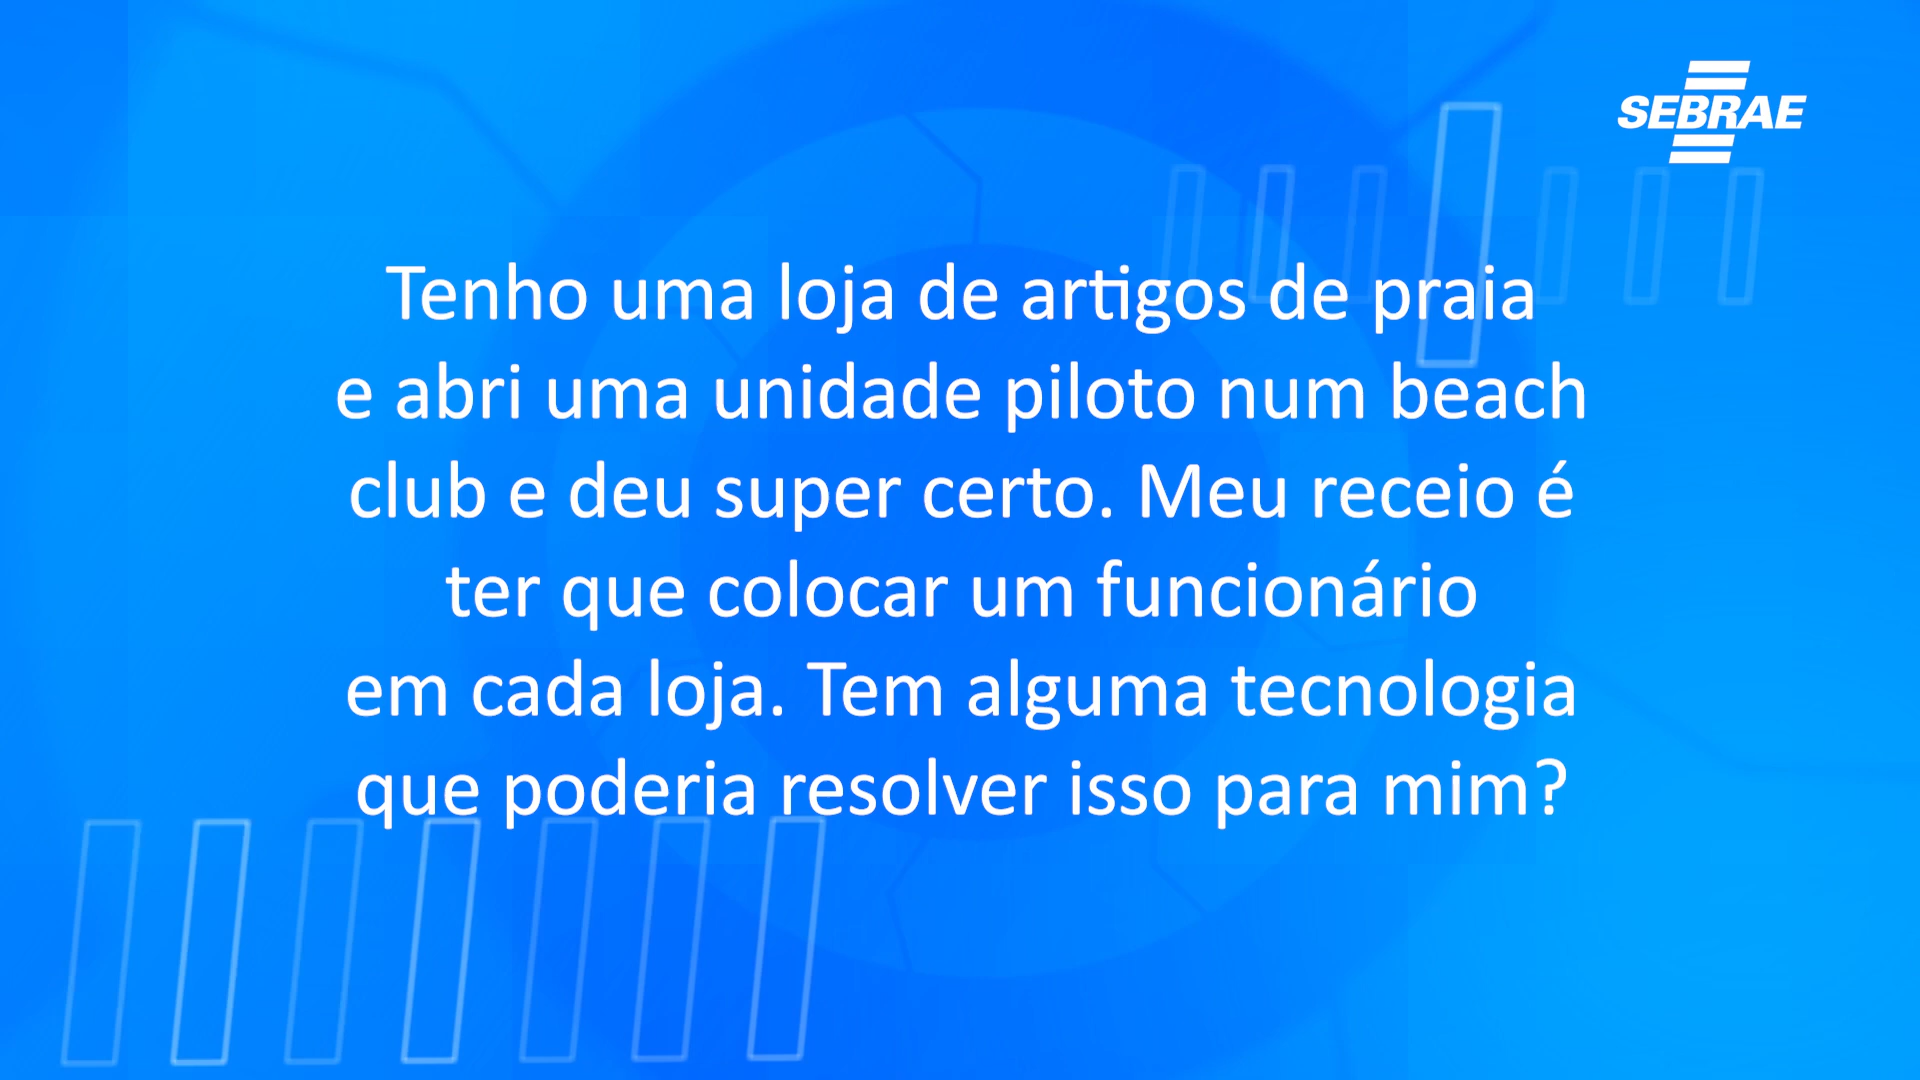 SEBRAE
Tenho uma loja de artigos de praia
e abri uma unidade piloto num beach
club e deu super certo. Meu receio é
ter que colocar um funcionário
em cada loja. Tem alguma tecnologia
que poderia resolver isso para mim?